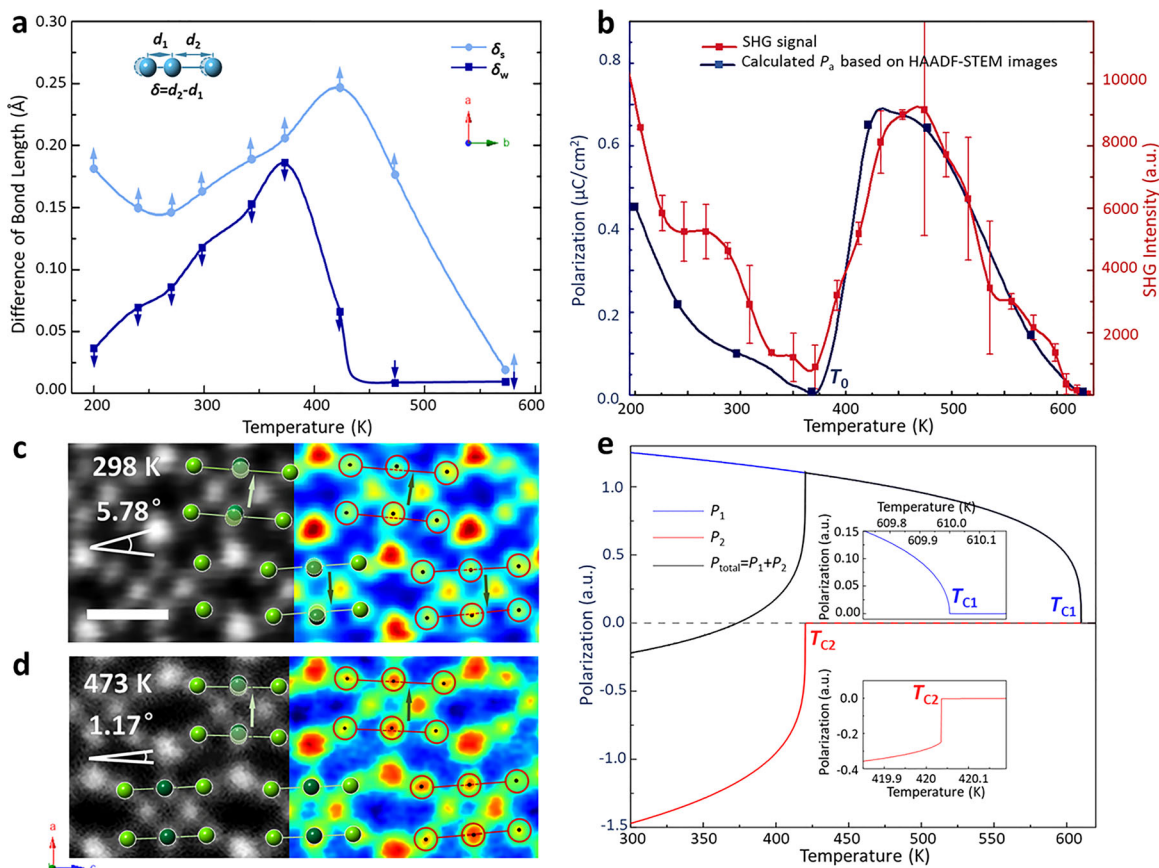 a
0.30
0.25
0.20
0.15
0.10
0.05
0.00
Difference of Bond Length (Å)
d1 d2
δ=d2-d1
δs
δw
a
b
200 300 400 500 600
Temperature (K)
b
SHG signal
Calculated Pa based on HAADF-STEM images
0.8
0.6
0.4
0.2
0.0
Polarization (μC/cm²)
10000
8000
6000
4000
2000
SHG Intensity (a.u.)
T0
200 300 400 500 600
Temperature (K)
c
298 K
5.78°
d
473 K
1.17°
a
e
1.0
0.5
0.0
-0.5
-1.0
-1.5
Polarization (a.u.)
P1
P2
Ptotal=P1+P2
Temperature (K)
609.8 610.0
609.9 610.1
0.15
0.10
0.05
0.00
Polarization (a.u.)
TC1
TC1
TC2
0.0
-0.2
-0.4
Polarization (a.u.)
TC2
419.9 420 420.1
Temperature (K)
300 350 400 450 500 550 600
Temperature (K)